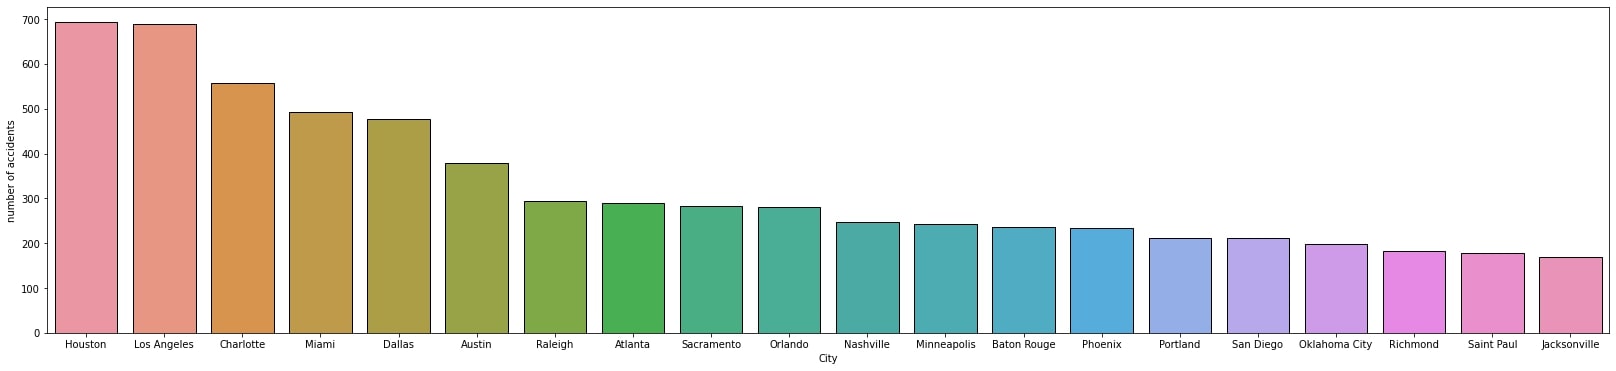 700
600
500
400
300
200
100
0
number of accidents
Houston Los Angeles Charlotte Miami Dallas Austin Raleigh Atlanta Sacramento Orlando Nashville Minneapolis Baton Rouge Phoenix Portland San Diego Oklahoma City Richmond Saint Paul Jacksonville
City